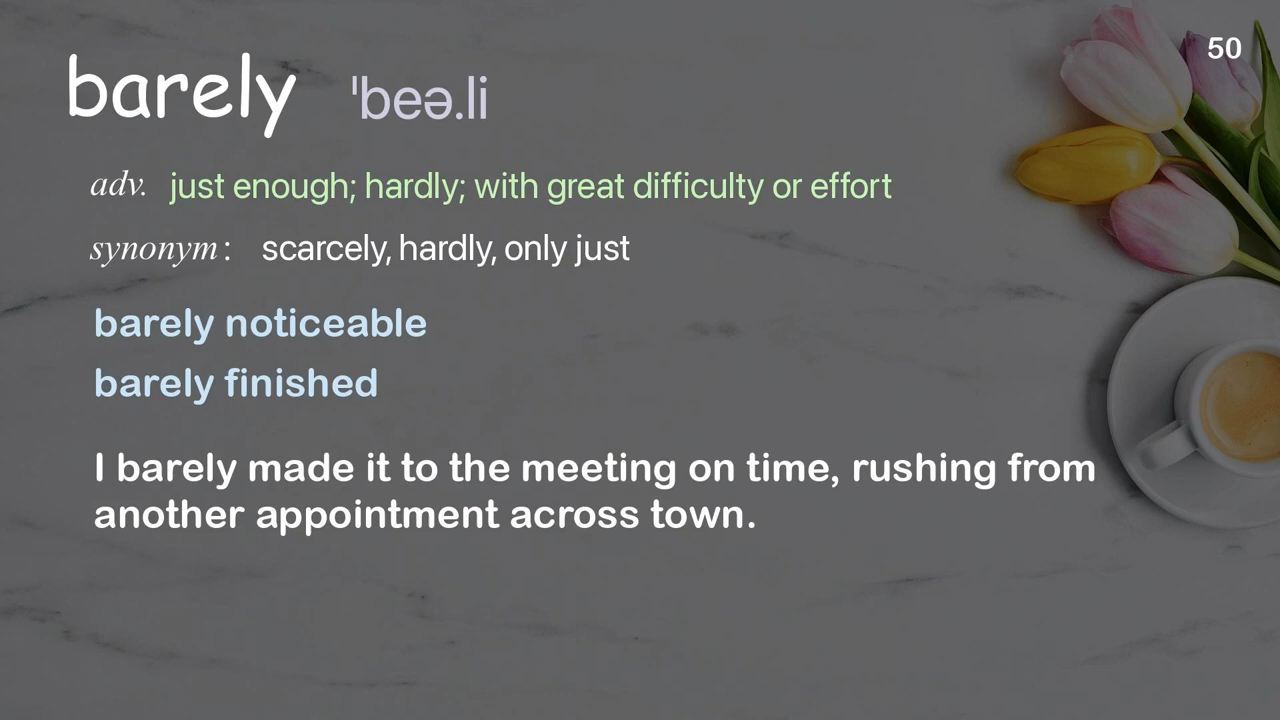 50
barely ˈbeə.li
adv. just enough; hardly; with great difficulty or effort
synonym: scarcely, hardly, only just
barely noticeable
barely finished
I barely made it to the meeting on time, rushing from
another appointment across town.